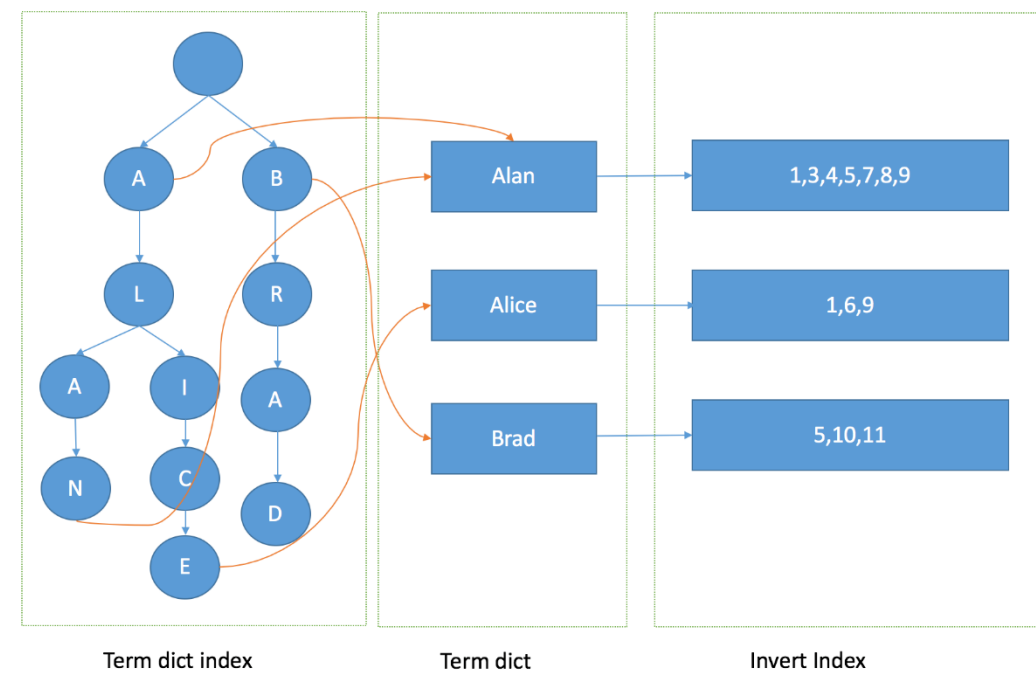 A
B
Alan
1,3,4,5,7,8,9
L
R
Alice
1,6,9
A
I
A
Brad
5,10,11
N
C
D
E
Term dict index
Term dict
Invert Index